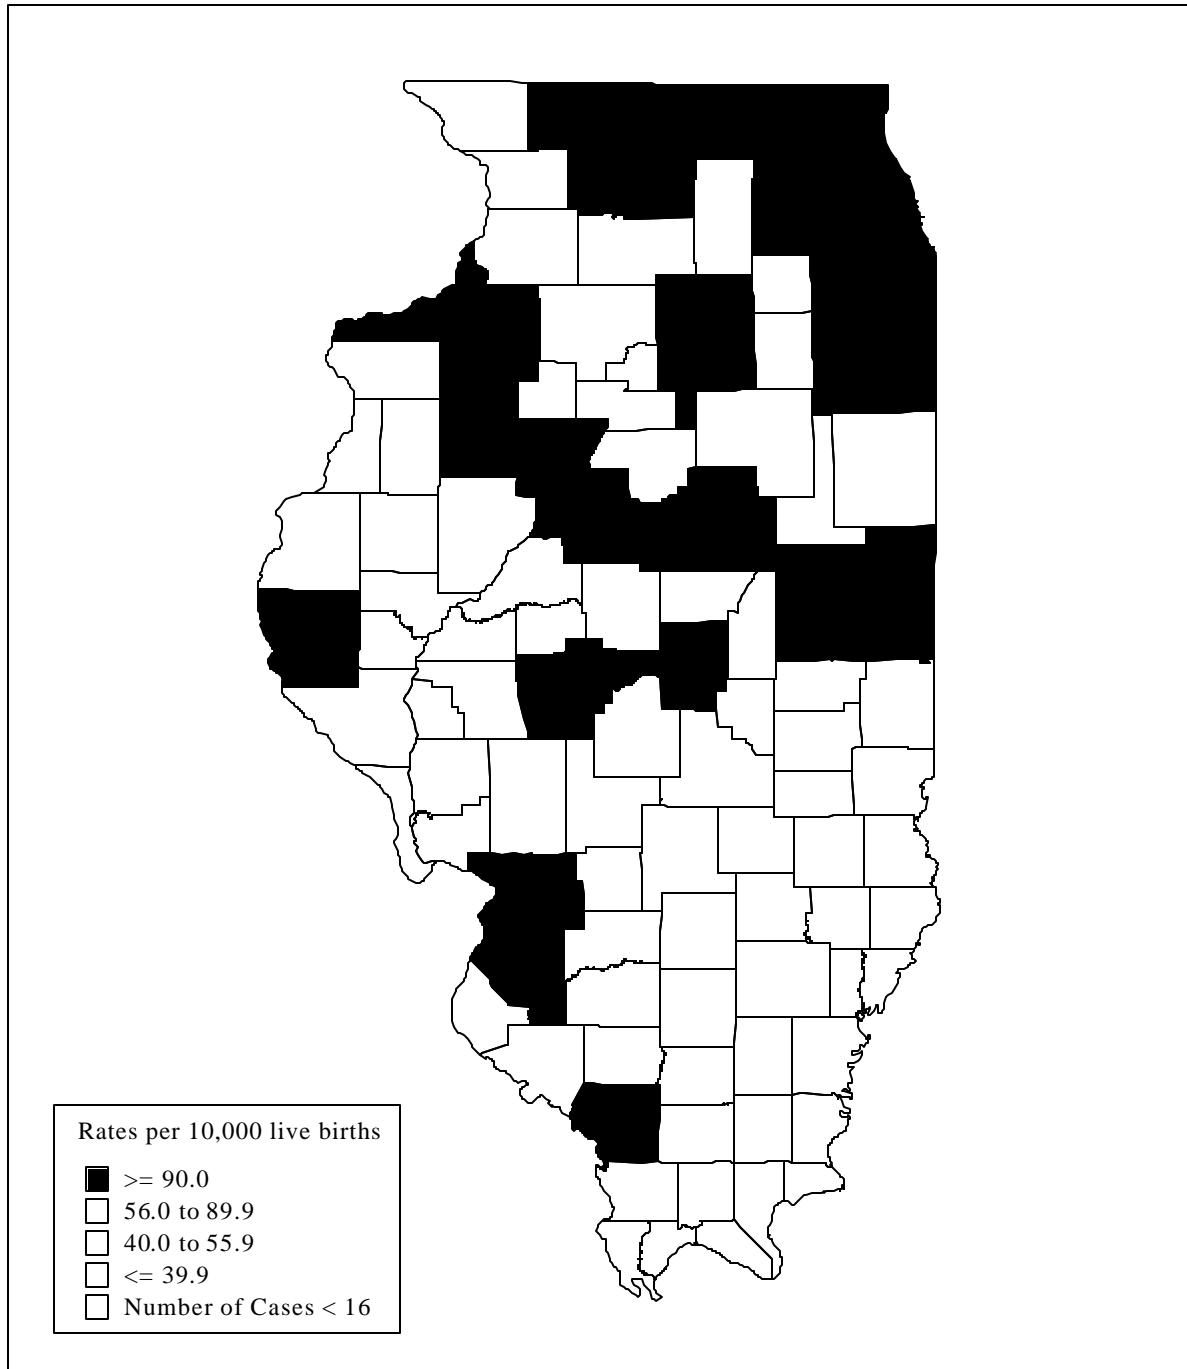 Rates per 10,000 live births
>= 90.0
56.0 to 89.9
40.0 to 55.9
<= 39.9
Number of Cases < 16